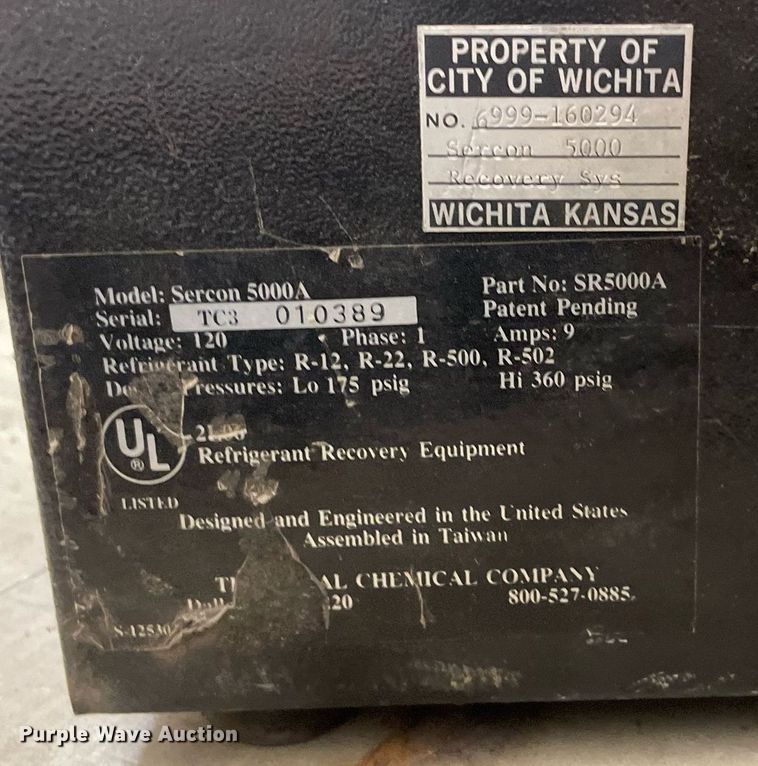 PROPERTY OF
CITY OF WICHITA
NO. 6999-160294
Sercon 5000
Recovery Sys
WICHITA KANSAS
Model: Sercon 5000A Part No: SR5000A
Serial: TC3 010389 Patent Pending
Voltage: 120 Phase: 1 Amps: 9
Refrigerant Type: R-12, R-22, R-500, R-502
Lo 175 psig Hi 360 psig
UL
®
LISTED
Refrigerant Recovery Equipment
Designed and Engineered in the United States
Assembled in Taiwan
CHEMICAL COMPANY
800-527-0885
S-12530
Purple Wave Auction